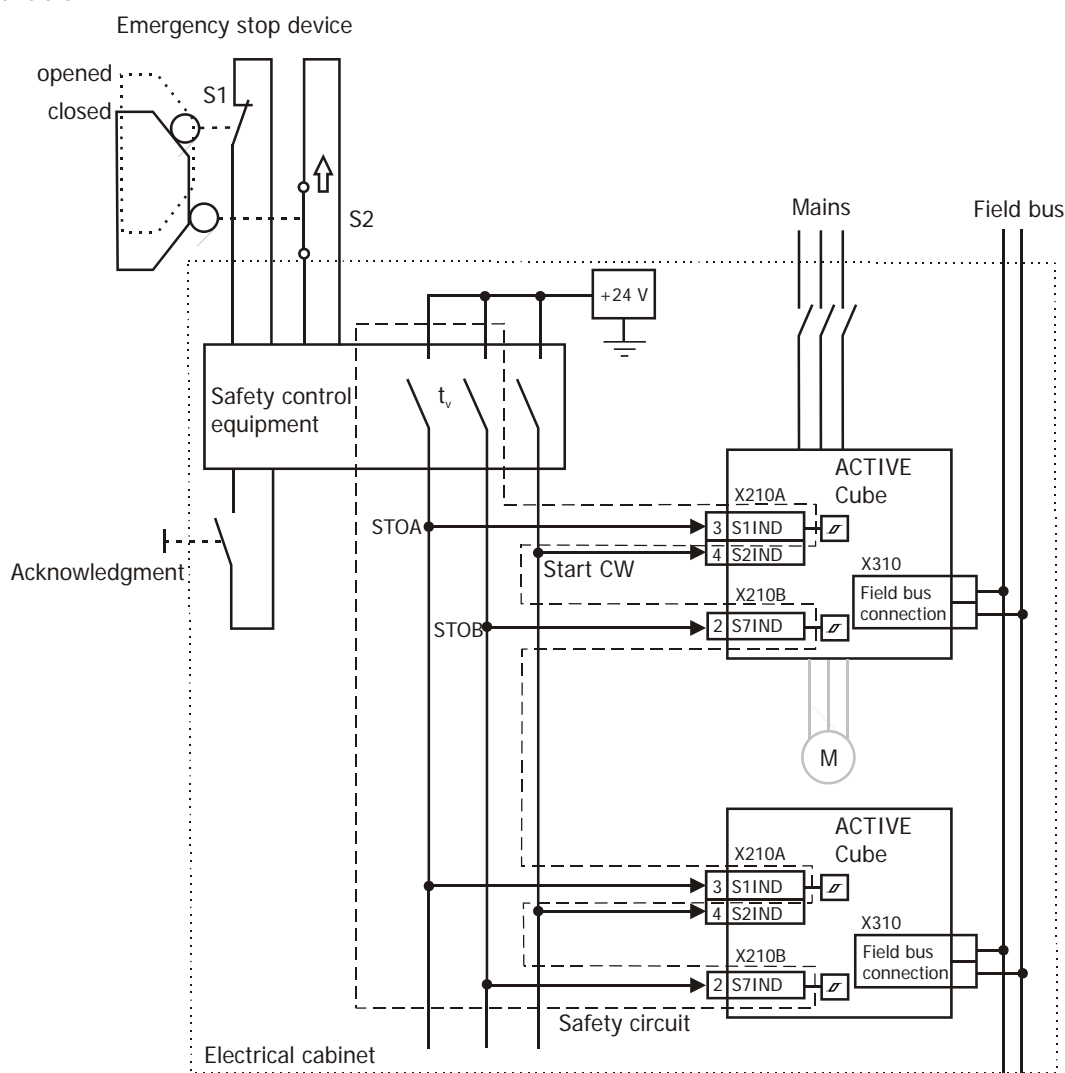 Emergency stop device
opened
closed
S1
S2
Mains
Field bus
+24 V
Safety control
equipment
tv
ACTIVE
Cube
X210A
STOA
3 S1IND
4 S2IND
Start CW
X310
Field bus
connection
Acknowledgment
X210B
STOB
2 S7IND
M
ACTIVE
Cube
X210A
3 S1IND
4 S2IND
X310
Field bus
connection
X210B
2 S7IND
Safety circuit
Electrical cabinet